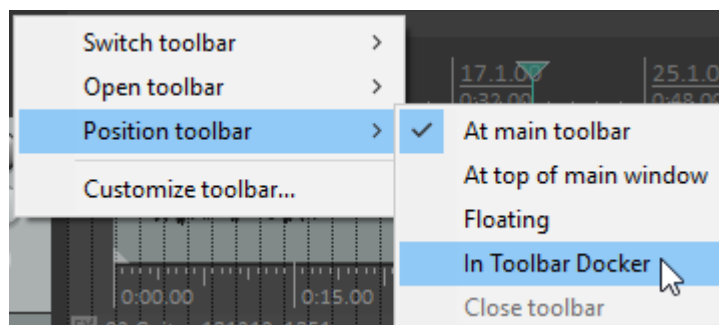 Switch toolbar
Open toolbar
Position toolbar
Customize toolbar...
17.1.00
0:32.00
25.1.0
0:48.00
At main toolbar
At top of main window
Floating
In Toolbar Docker
Close toolbar
0:00.00
0:15.00